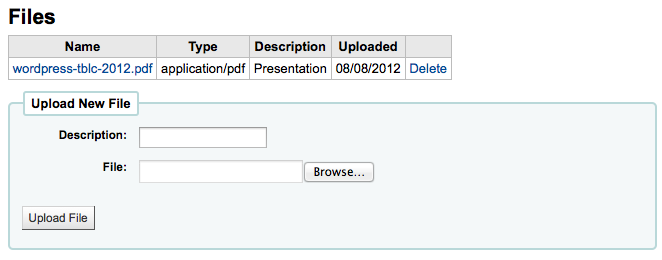 Files
Name Type Description Uploaded
wordpress-tblc-2012.pdf application/pdf Presentation 08/08/2012 Delete
Upload New File
Description:
File: Browse...
Upload File